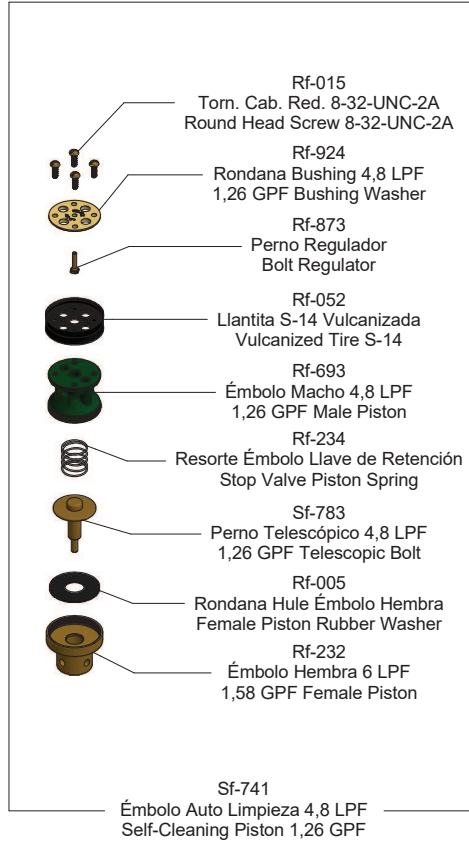 Rf-015
Torn. Cab. Red. 8-32-UNC-2A
Round Head Screw 8-32-UNC-2A
Rf-924
Rondana Bushing 4,8 LPF
1,26 GPF Bushing Washer
Rf-873
Perno Regulador
Bolt Regulator
Rf-052
Llantita S-14 Vulcanizada
Vulcanized Tire S-14
Rf-693
Émbolo Macho 4,8 LPF
1,26 GPF Male Piston
Rf-234
Resorte Émbolo Llave de Retención
Stop Valve Piston Spring
Sf-783
Perno Telescópico 4,8 LPF
1,26 GPF Telescopic Bolt
Rf-005
Rondana Hule Émbolo Hembra
Female Piston Rubber Washer
Rf-232
Émbolo Hembra 6 LPF
1,58 GPF Female Piston
Sf-741
Émbolo Auto Limpieza 4,8 LPF
Self-Cleaning Piston 1,26 GPF